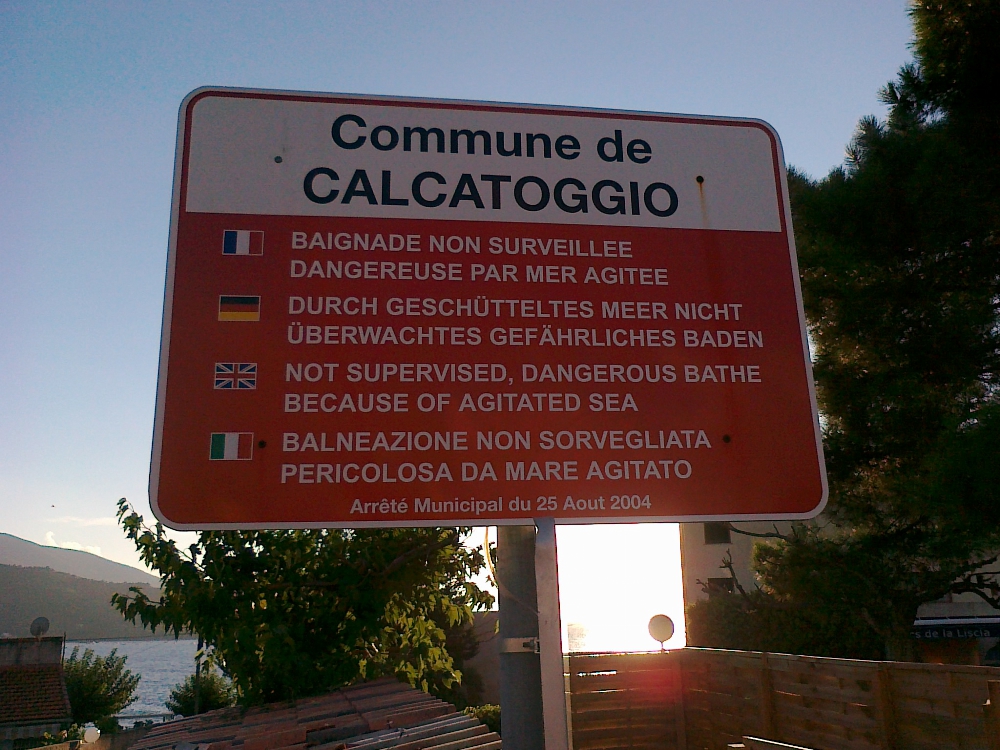 Commune de
CALCATOGGIO
BAIGNADE NON SURVEILLEE
DANGEREUSE PAR MER AGITEE
DURCH GESCHÜTTELTES MEER NICHT
ÜBERWACHTES GEFÄHRLICHES BADEN
NOT SUPERVISED, DANGEROUS BATHE
BECAUSE OF AGITATED SEA
BALNEAZIONE NON SORVEGLIATA
PERICOLOSA DA MARE AGITATO
Arrêté Municipal du 25 Aout 2004
de la Liscia